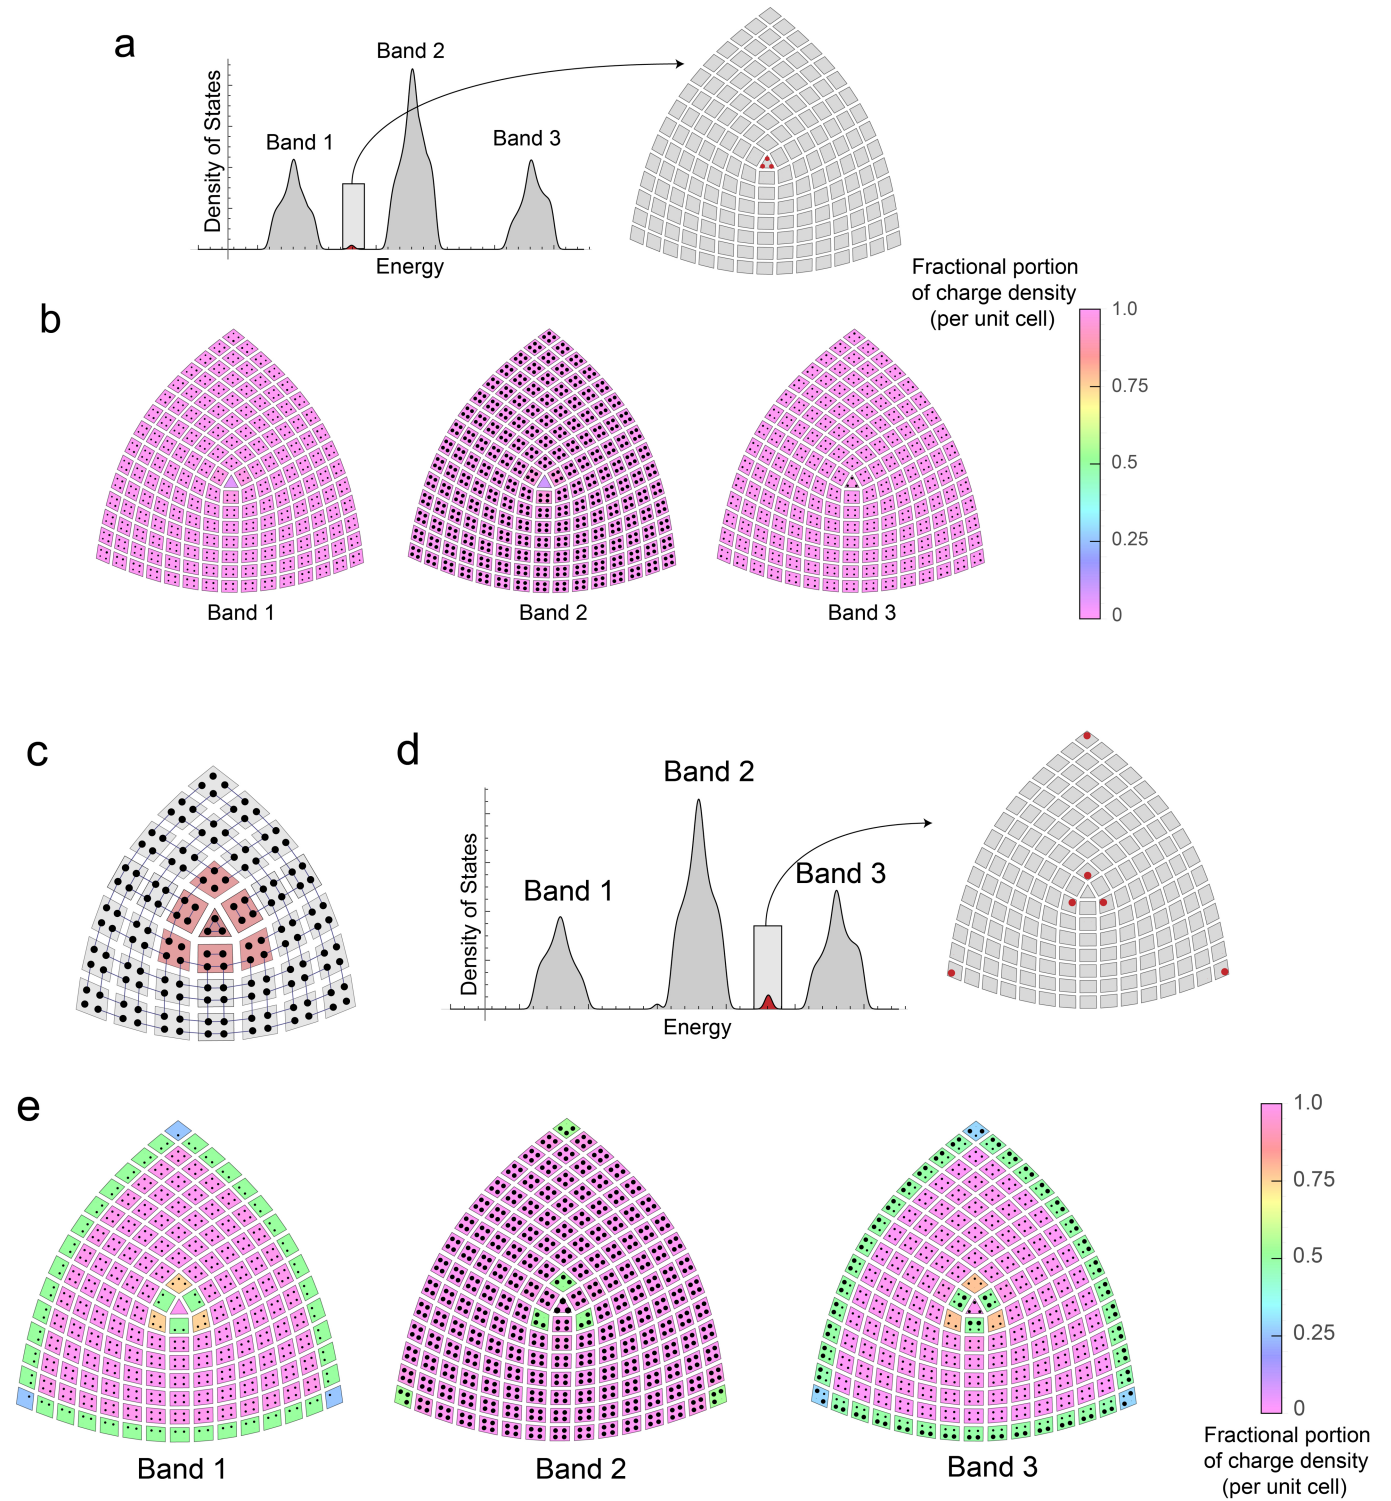 a
Density of States
Band 1
Band 2
Band 3
Energy
b
Fractional portion
of charge density
(per unit cell)
1.0
0.75
0.5
0.25
0
Band 1
Band 2
Band 3
c
d
Density of States
Band 1
Band 2
Band 3
Energy
e
1.0
0.75
0.5
0.25
0
Fractional portion
of charge density
(per unit cell)
Band 1
Band 2
Band 3